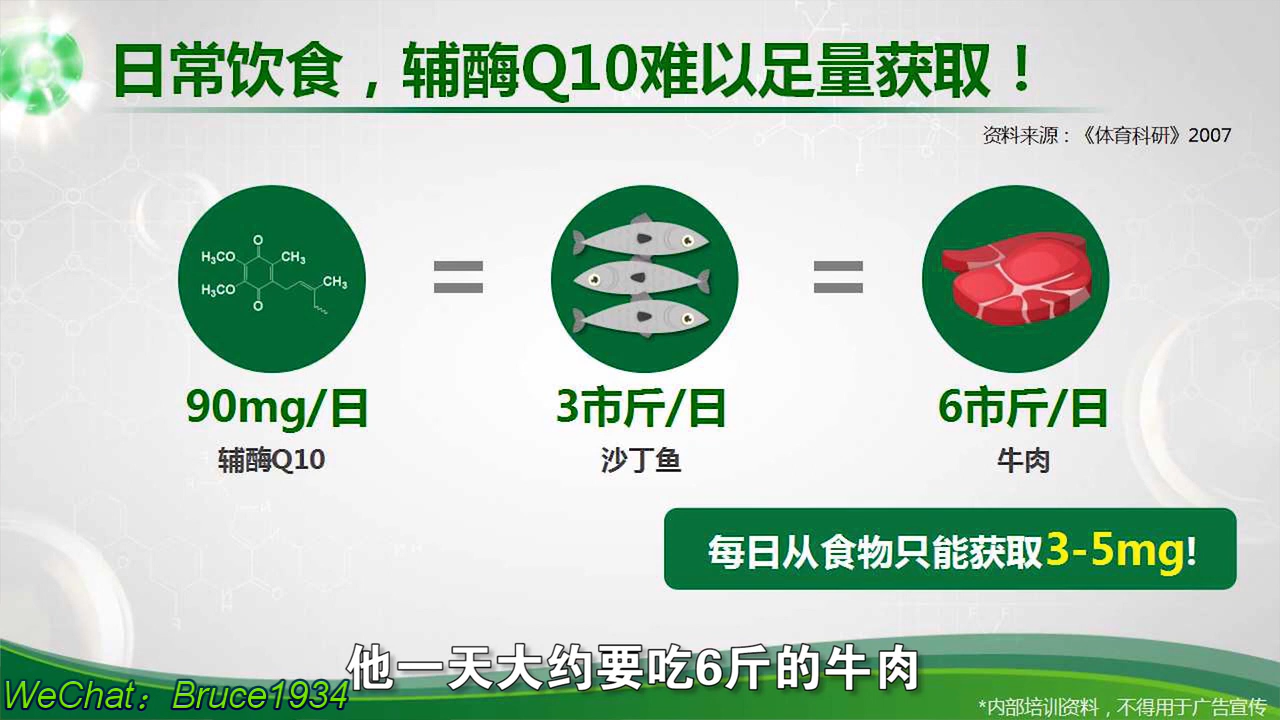 日常饮食，辅酶Q10难以足量获取！
资料来源：《体育科研》2007
H₃CO
O
CH₃
H₃CO
O
CH₃
=
=
90mg/日
3市斤/日
6市斤/日
辅酶Q10
沙丁鱼
牛肉
每日从食物只能获取3-5mg!
他一天大约要吃6斤的牛肉
WeChat：Bruce1934
*内部培训资料，不得用于广告宣传